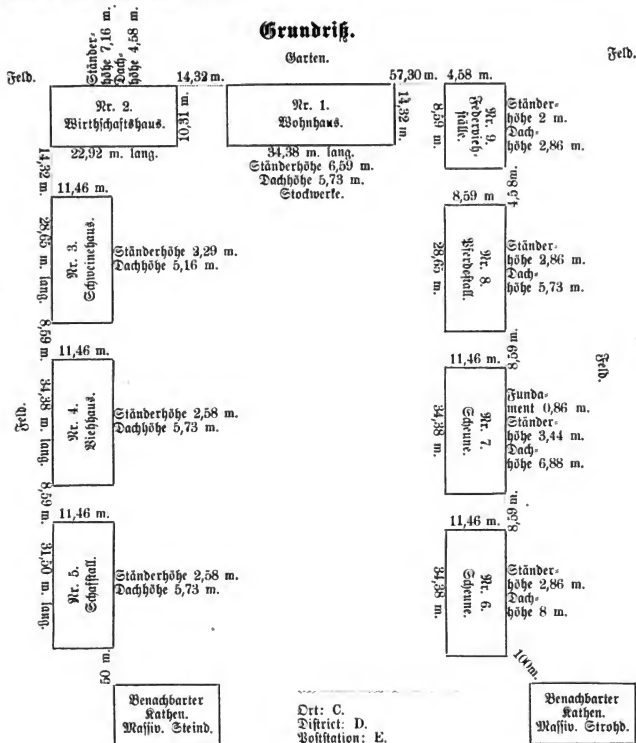 Grundriß.
Garten.
Feld.
Feld.
Ständer-
höhe 7,16 m.
Dach-
höhe 4,58 m.
14,32 m.
57,30 m.
4,58 m.
Nr. 2.
Wirthschaftshaus.
10,31 m.
22,92 m. lang.
Nr. 1.
Wohnhaus.
14,32 m.
34,38 m. lang.
Ständerhöhe 6,59 m.
Dachhöhe 5,73 m.
Stockwerke.
8,59 m.
Nr. 9.
Federvieh-
ställe.
Ständer-
höhe 2 m.
Dach-
höhe 2,86 m.
14,32 m.
4,58m.
11,46 m.
28,65 m. lang.
Nr. 3.
Schweinehaus.
Ständerhöhe 3,29 m.
Dachhöhe 5,16 m.
8,59 m
28,65 m.
Nr. 8.
Pferdestall.
Ständer-
höhe 2,86 m.
Dach-
höhe 5,73 m.
8,59 m.
8,59 m.
Feld.
Feld.
11,46 m.
34,38 m. lang.
Nr. 4.
Viehhaus.
Ständerhöhe 2,58 m.
Dachhöhe 5,73 m.
11,46 m.
34,38 m.
Nr. 7.
Scheune.
Funda-
ment 0,86 m.
Ständer-
höhe 3,44 m.
Dach-
höhe 6,88 m.
8,59 m.
8,59 m.
11,46 m.
31,50 m. lang.
Nr. 5.
Schafstall.
Ständerhöhe 2,58 m.
Dachhöhe 5,73 m.
11,46 m.
34,38 m.
Nr. 6.
Scheune.
Ständer-
höhe 2,86 m.
Dach-
höhe 8 m.
50 m.
100m.
Benachbarter
Kathen.
Massiv. Steind.
Ort: C.
District: D.
Poststation: E.
Benachbarter
Kathen.
Massiv. Strohd.